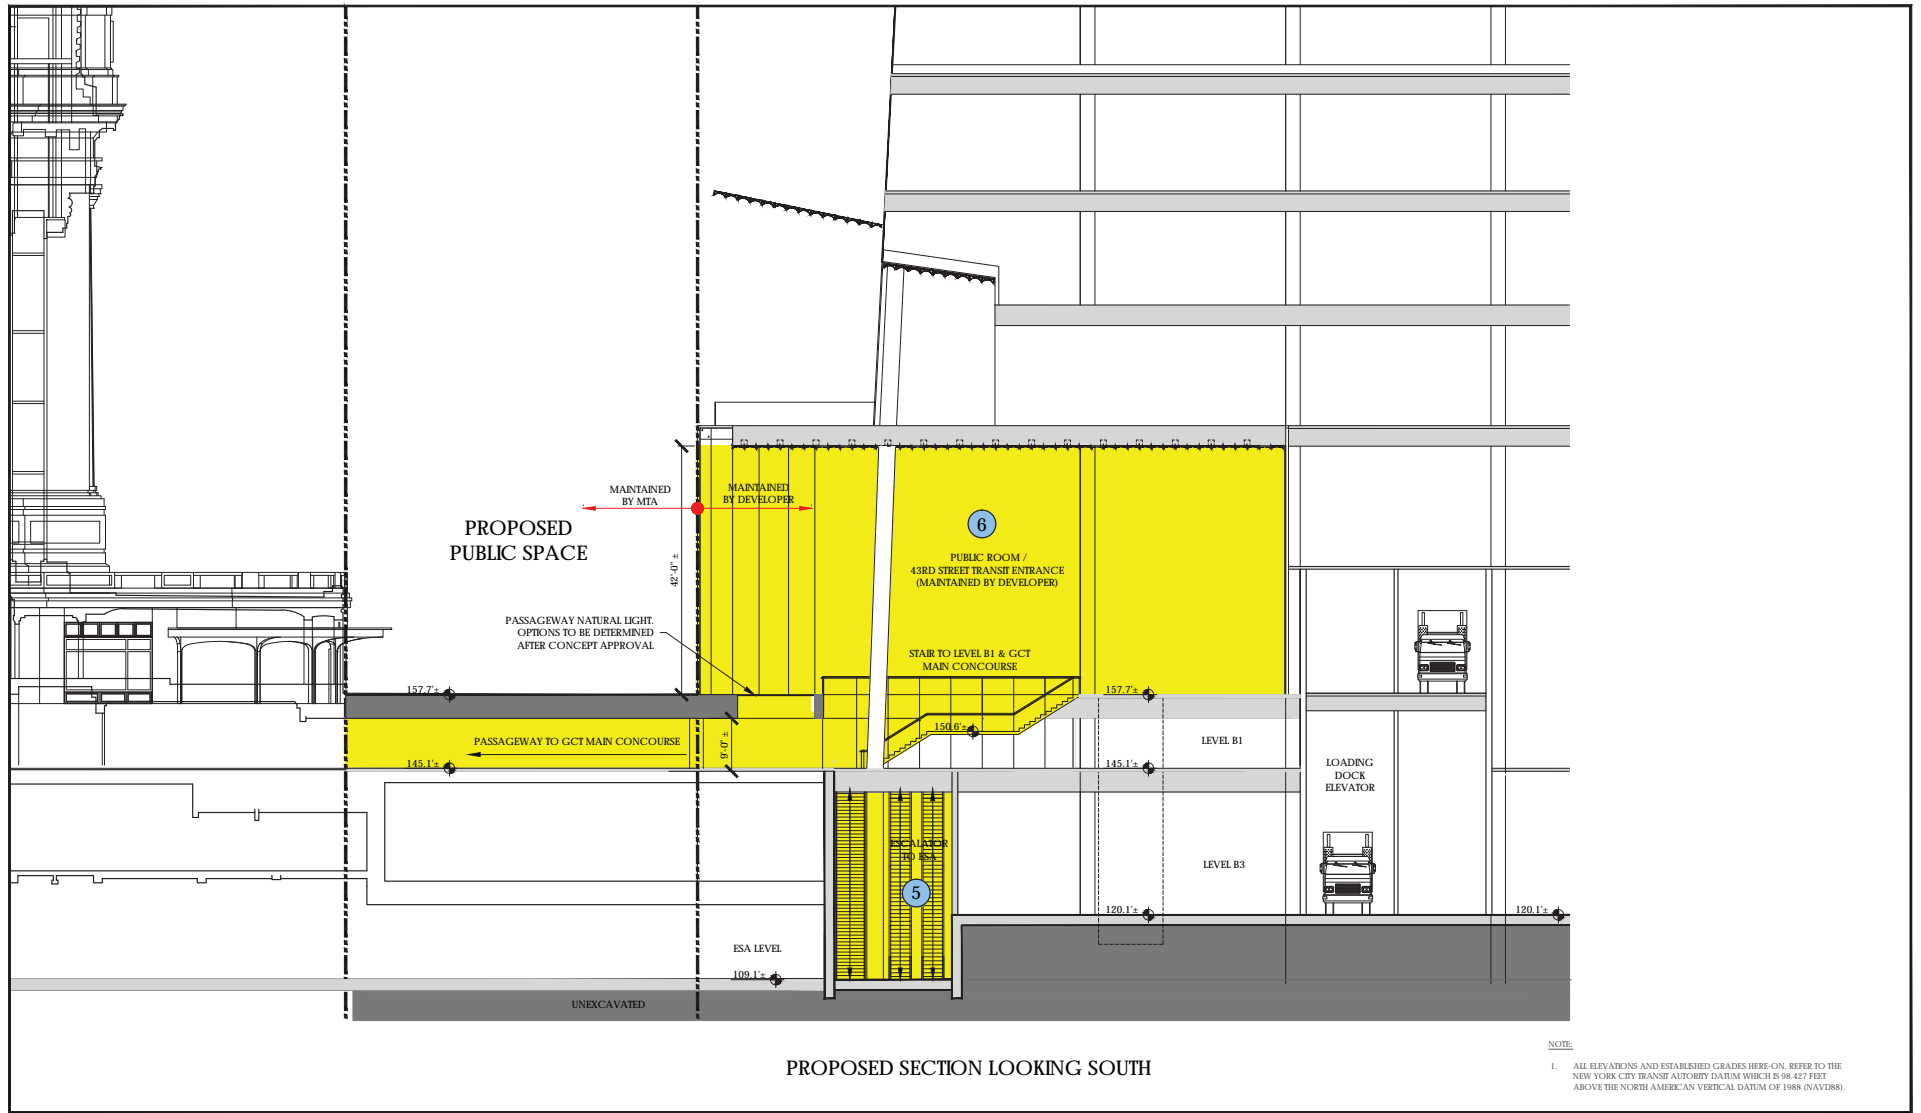 MAINTAINED
BY MTA
MAINTAINED
BY DEVELOPER
PROPOSED
PUBLIC SPACE
42'-0" ±
6
PUBLIC ROOM /
43RD STREET TRANSIT ENTRANCE
(MAINTAINED BY DEVELOPER)
PASSAGEWAY NATURAL LIGHT.
OPTIONS TO BE DETERMINED
AFTER CONCEPT APPROVAL
STAIR TO LEVEL B1 & GCT
MAIN CONCOURSE
157.7'±
157.7'±
150.6'±
PASSAGEWAY TO GCT MAIN CONCOURSE
9'-0" ±
LEVEL B1
145.1'±
145.1'±
LOADING
DOCK
ELEVATOR
ESCALATOR
TO ESA
5
LEVEL B3
120.1'±
120.1'±
ESA LEVEL
109.1'±
UNEXCAVATED
PROPOSED SECTION LOOKING SOUTH
NOTE:
1. ALL ELEVATIONS AND ESTABLISHED GRADES HERE-ON, REFER TO THE
NEW YORK CITY TRANSIT AUTORITY DATUM WHICH IS 98.427 FEET
ABOVE THE NORTH AMERICAN VERTICAL DATUM OF 1988 (NAVD88).